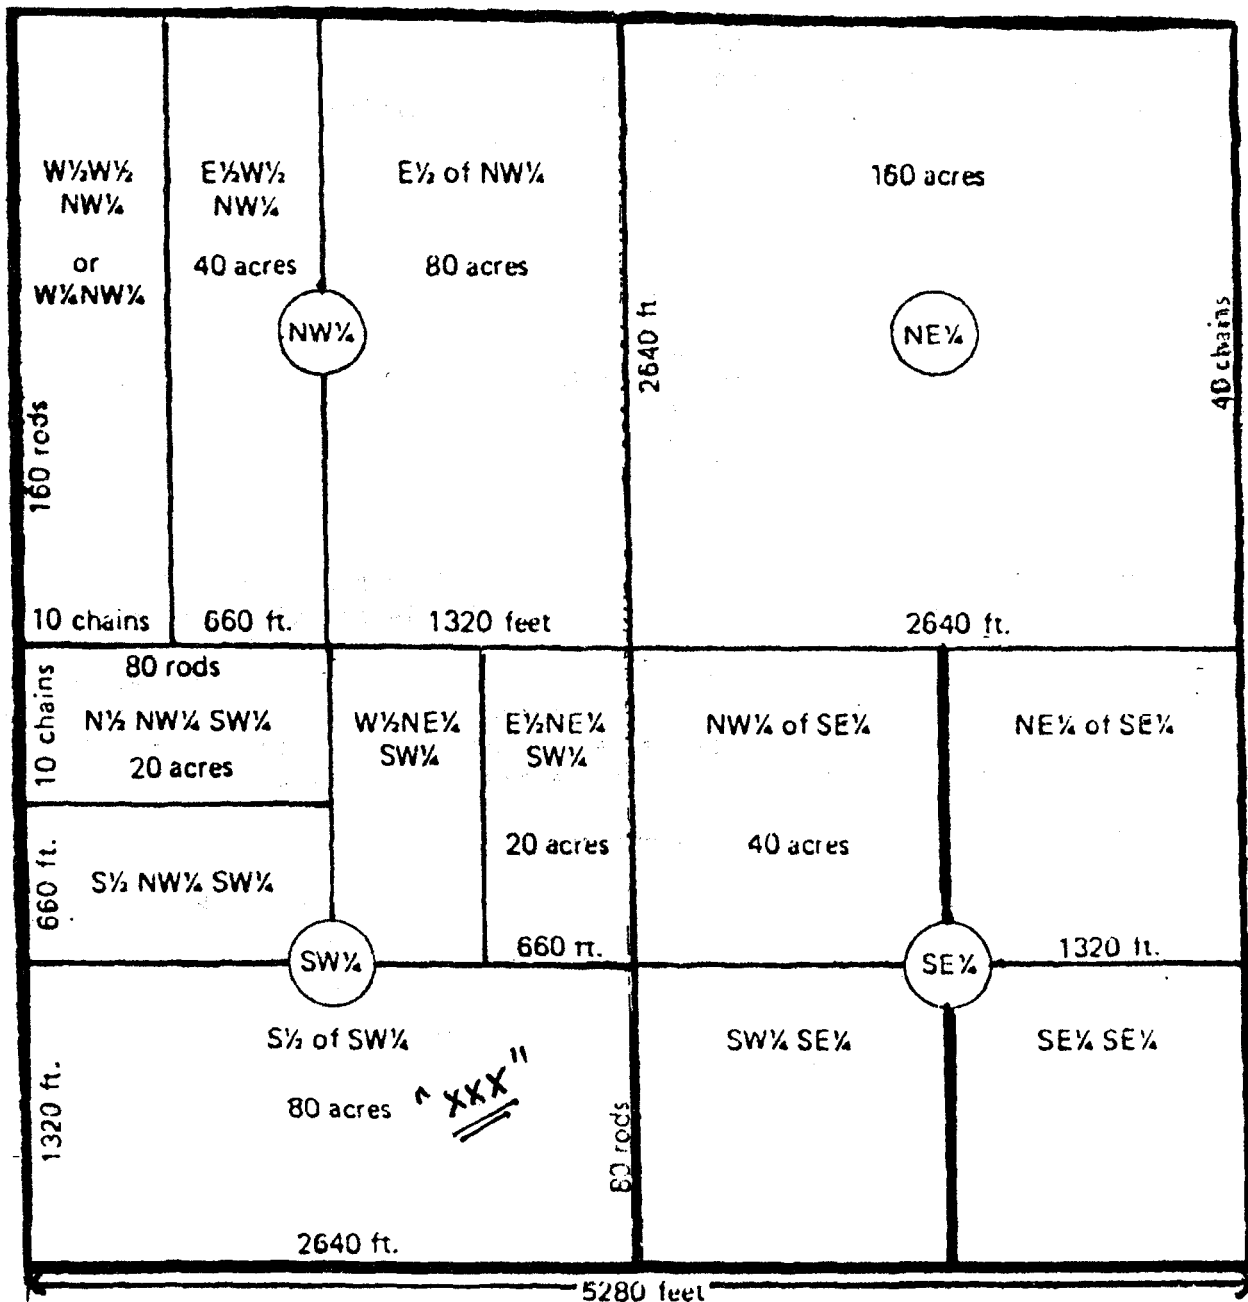 W½W½
NW¼
or
W¼NW¼
E½W½
NW¼
40 acres
E½ of NW¼
80 acres
160 acres
NW¼
NE¼
2640 ft.
40 chains
160 rods
10 chains
660 ft.
1320 feet
2640 ft.
80 rods
10 chains
N½ NW¼ SW¼
20 acres
W½NE¼
SW¼
E½NE¼
SW¼
20 acres
NW¼ of SE¼
40 acres
NE¼ of SE¼
660 ft.
S½ NW¼ SW¼
SW¼
660 ft.
SE¼
1320 ft.
S½ of SW¼
80 acres
"XXX"
SW¼ SE¼
SE¼ SE¼
1320 ft.
80 rods
2640 ft.
5280 feet